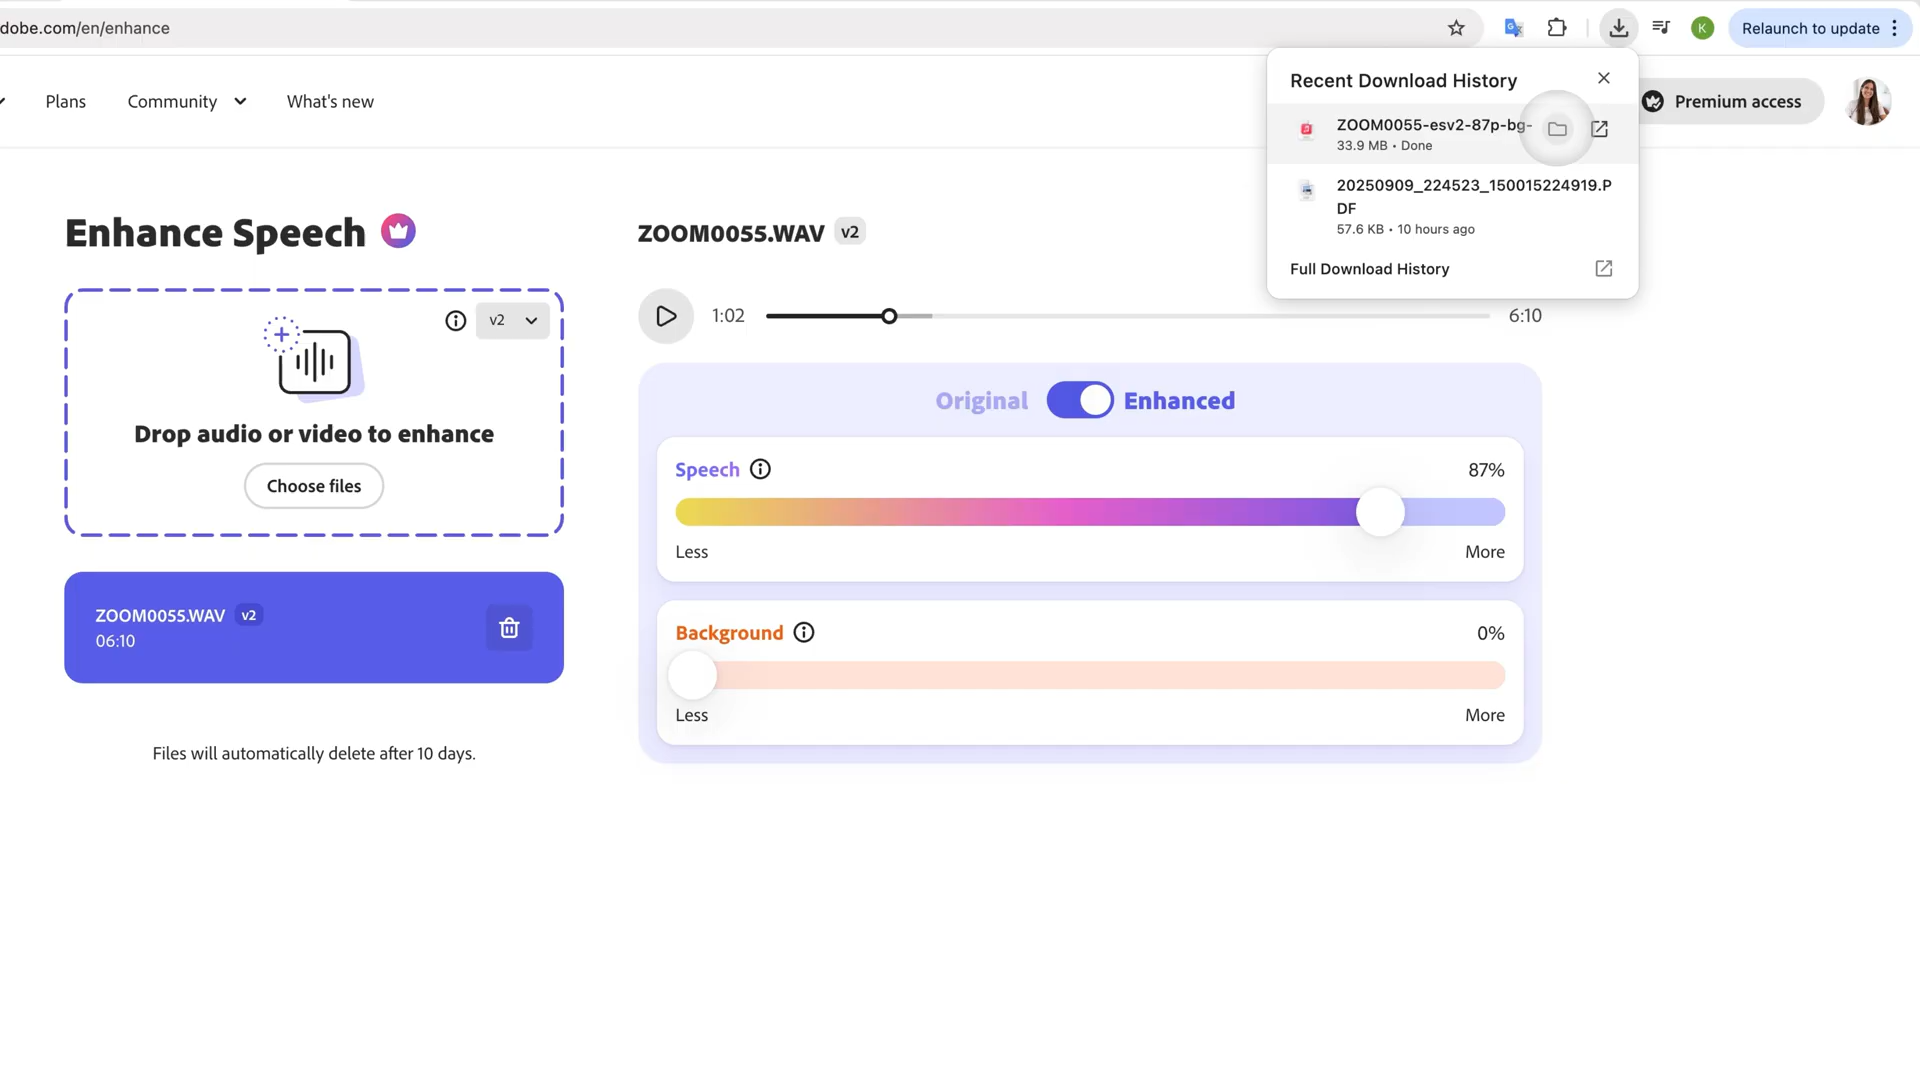 dobe.com/en/enhance
K
Relaunch to update
Plans
Community
What's new
Premium access
Recent Download History
ZOOM0055-esv2-87p-bg-
33.9 MB • Done
20250909_224523_150015224919.P
DF
57.6 KB • 10 hours ago
Full Download History
Enhance Speech
v2
Drop audio or video to enhance
Choose files
ZOOM0055.WAV v2
06:10
Files will automatically delete after 10 days.
ZOOM0055.WAV v2
1:02
6:10
Original
Enhanced
Speech
87%
Less
More
Background
0%
Less
More